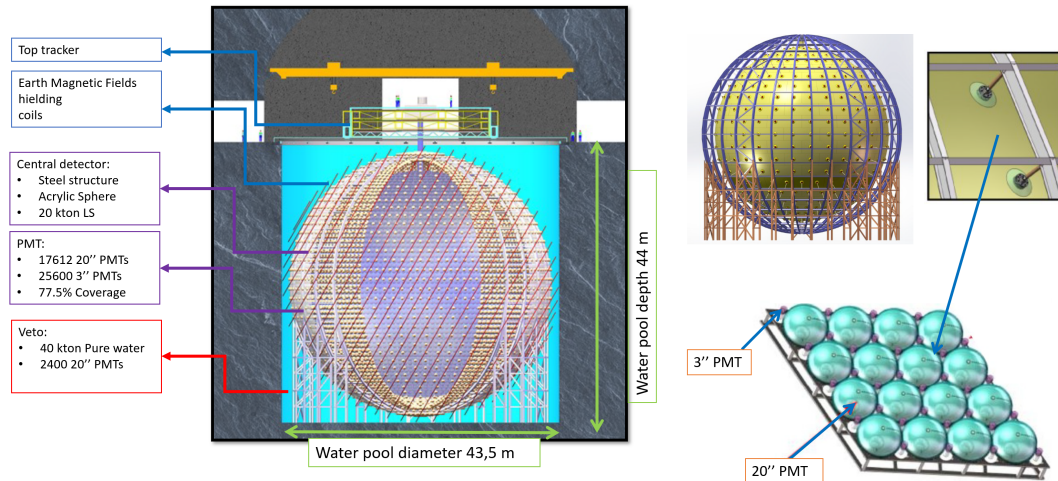 Top tracker
Earth Magnetic Fields
hielding
coils
Central detector:
• Steel structure
• Acrylic Sphere
• 20 kton LS
PMT:
• 17612 20’’ PMTs
• 25600 3’’ PMTs
• 77.5% Coverage
Veto:
• 40 kton Pure water
• 2400 20’’ PMTs
Water pool depth 44 m
Water pool diameter 43,5 m
3’’ PMT
20’’ PMT